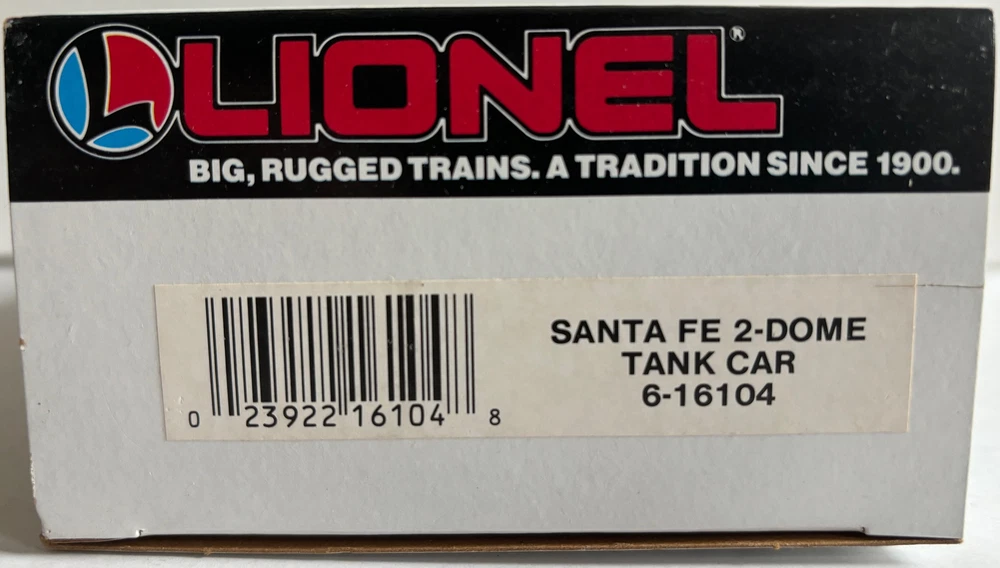 LIONEL®
BIG, RUGGED TRAINS. A TRADITION SINCE 1900.
SANTA FE 2-DOME
TANK CAR
6-16104
0 23922 16104 8